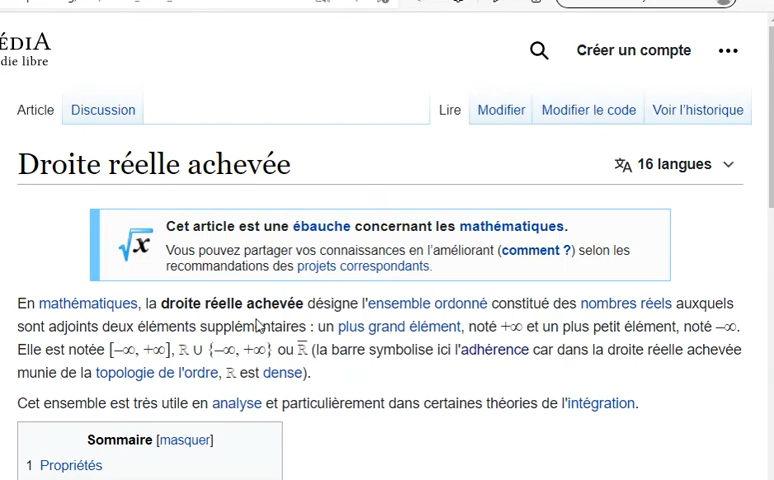 ÉDIA
die libre
Créer un compte
Article Discussion Lire Modifier Modifier le code Voir l’historique
Droite réelle achevée
16 langues
Cet article est une ébauche concernant les mathématiques.
Vous pouvez partager vos connaissances en l’améliorant (comment ?) selon les
recommandations des projets correspondants.
En mathématiques, la droite réelle achevée désigne l'ensemble ordonné constitué des nombres réels auxquels
sont adjoints deux éléments supplémentaires : un plus grand élément, noté +∞ et un plus petit élément, noté –∞.
Elle est notée [–∞, +∞], ℝ ∪ {–∞, +∞} ou ℝ̅ (la barre symbolise ici l'adhérence car dans la droite réelle achevée
munie de la topologie de l'ordre, ℝ est dense).
Cet ensemble est très utile en analyse et particulièrement dans certaines théories de l'intégration.
Sommaire [masquer]
1 Propriétés